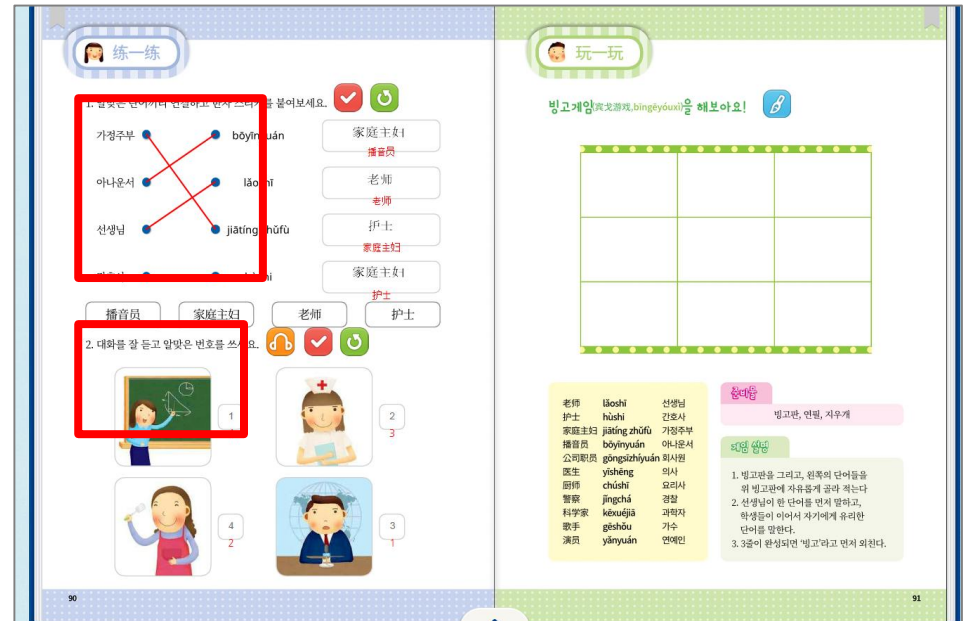 练一练
1. 알맞은 단어끼리 연결하고 한자 스티커를 붙여보세요.
가정주부 bōyīnyuán 家庭主妇
播音员
아나운서 lǎoshī 老师
老师
선생님 jiātíng zhǔfù 护士
家庭主妇
家庭主妇
护士
播音员 家庭主妇 老师 护士
2. 대화를 잘 듣고 알맞은 번호를 쓰세요.
1
2
3
4
2
3
1
90
玩一玩
빙고게임(宾戈游戏,bīngēyóuxì)을 해보아요!
老师 lǎoshī 선생님
护士 hùshi 간호사
家庭主妇 jiātíng zhǔfù 가정주부
播音员 bōyīnyuán 아나운서
公司职员 gōngsīzhíyuán 회사원
医生 yīshēng 의사
厨师 chúshī 요리사
警察 jǐngchá 경찰
科学家 kēxuéjiā 과학자
歌手 gēshǒu 가수
演员 yǎnyuán 연예인
준비물
빙고판, 연필, 지우개
게임 설명
1. 빙고판을 그리고, 왼쪽의 단어들을
위 빙고판에 자유롭게 골라 적는다
2. 선생님이 한 단어를 먼저 말하고,
학생들이 이어서 자기에게 유리한
단어를 말한다.
3. 3줄이 완성되면 '빙고'라고 먼저 외친다.
91